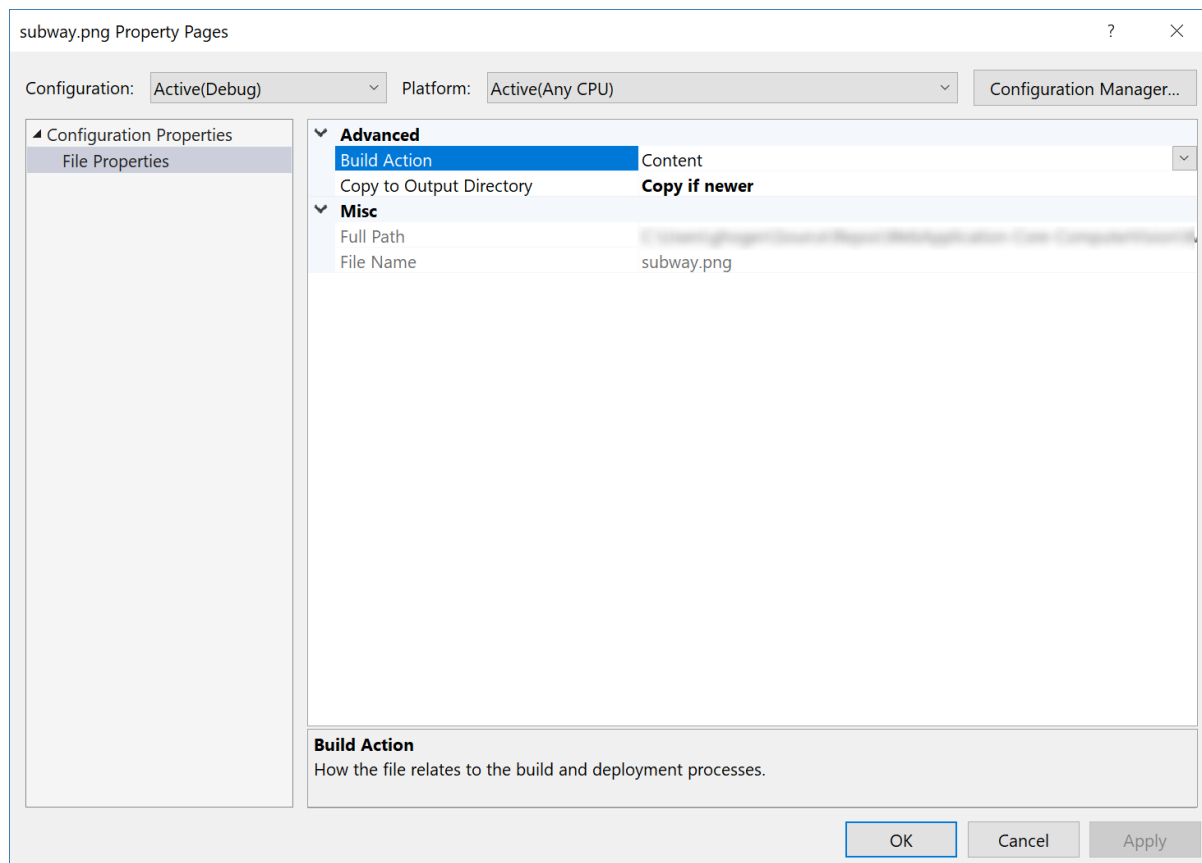 subway.png Property Pages
Configuration: Active(Debug) Platform: Active(Any CPU) Configuration Manager...
Configuration Properties
File Properties
Advanced
Build Action Content
Copy to Output Directory Copy if newer
Misc
Full Path
File Name subway.png
Build Action
How the file relates to the build and deployment processes.
OK Cancel Apply